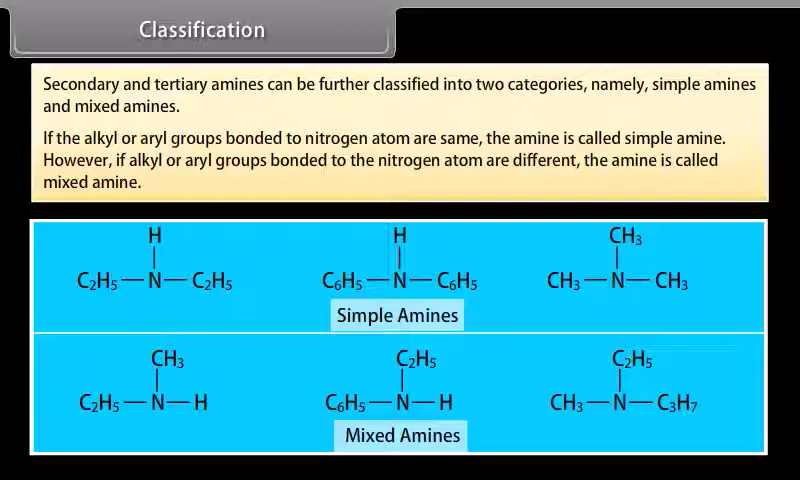 Classification
Secondary and tertiary amines can be further classified into two categories, namely, simple amines
and mixed amines.
If the alkyl or aryl groups bonded to nitrogen atom are same, the amine is called simple amine.
However, if alkyl or aryl groups bonded to the nitrogen atom are different, the amine is called
mixed amine.
H H CH₃
C₂H₅—N—C₂H₅ C₆H₅—N—C₆H₅ CH₃—N—CH₃
Simple Amines
CH₃ C₂H₅ C₂H₅
C₂H₅—N—H C₆H₅—N—H CH₃—N—C₃H₇
Mixed Amines